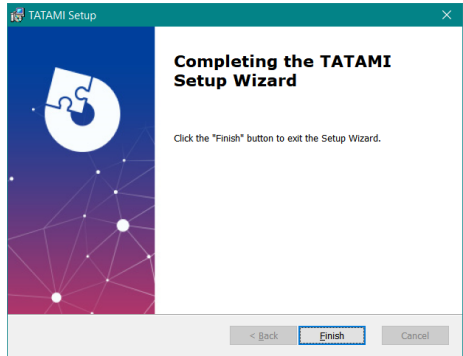 TATAMI Setup
Completing the TATAMI
Setup Wizard
Click the "Finish" button to exit the Setup Wizard.
< Back
Finish
Cancel